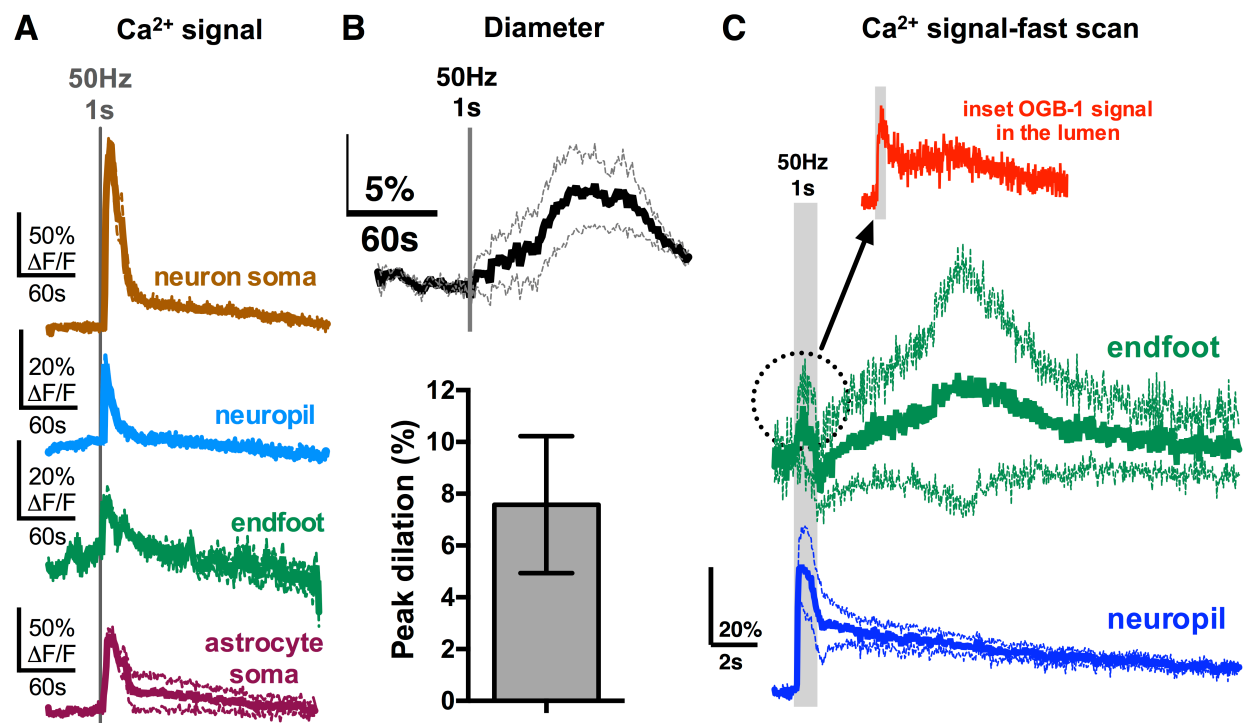 A
Ca²⁺ signal
50Hz
1s
50%
ΔF/F
60s
neuron soma
20%
ΔF/F
60s
neuropil
20%
ΔF/F
60s
endfoot
50%
ΔF/F
60s
astrocyte
soma
B
Diameter
50Hz
1s
5%
60s
Peak dilation (%)
12
10
8
6
4
2
0
C
Ca²⁺ signal-fast scan
inset OGB-1 signal
in the lumen
50Hz
1s
endfoot
neuropil
20%
2s